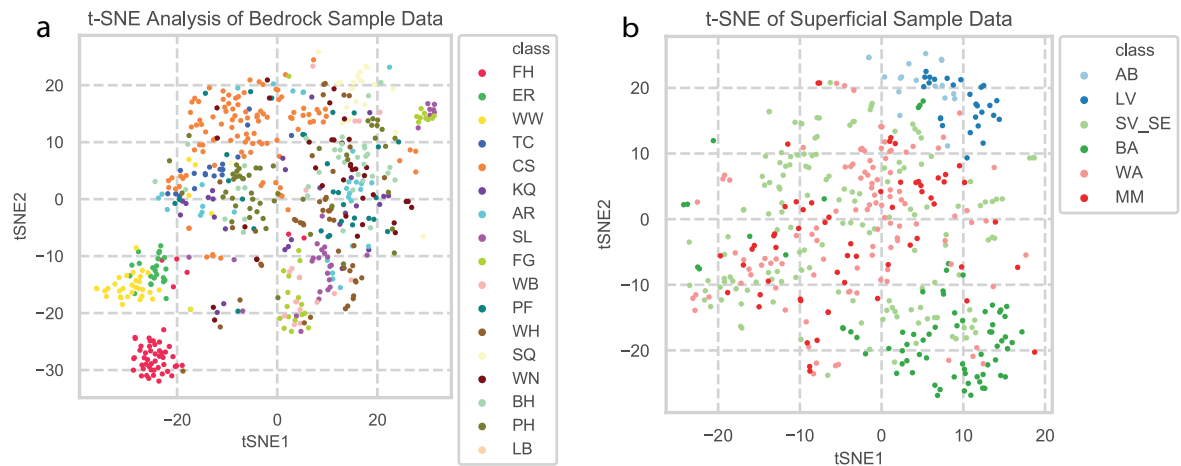 a
t-SNE Analysis of Bedrock Sample Data
tSNE2
20
10
0
−10
−20
−30
−20
0
20
tSNE1
class
FH
ER
WW
TC
CS
KQ
AR
SL
FG
WB
PF
WH
SQ
WN
BH
PH
LB
b
t-SNE of Superficial Sample Data
tSNE2
20
10
0
−10
−20
−20
−10
0
10
20
tSNE1
class
AB
LV
SV_SE
BA
WA
MM